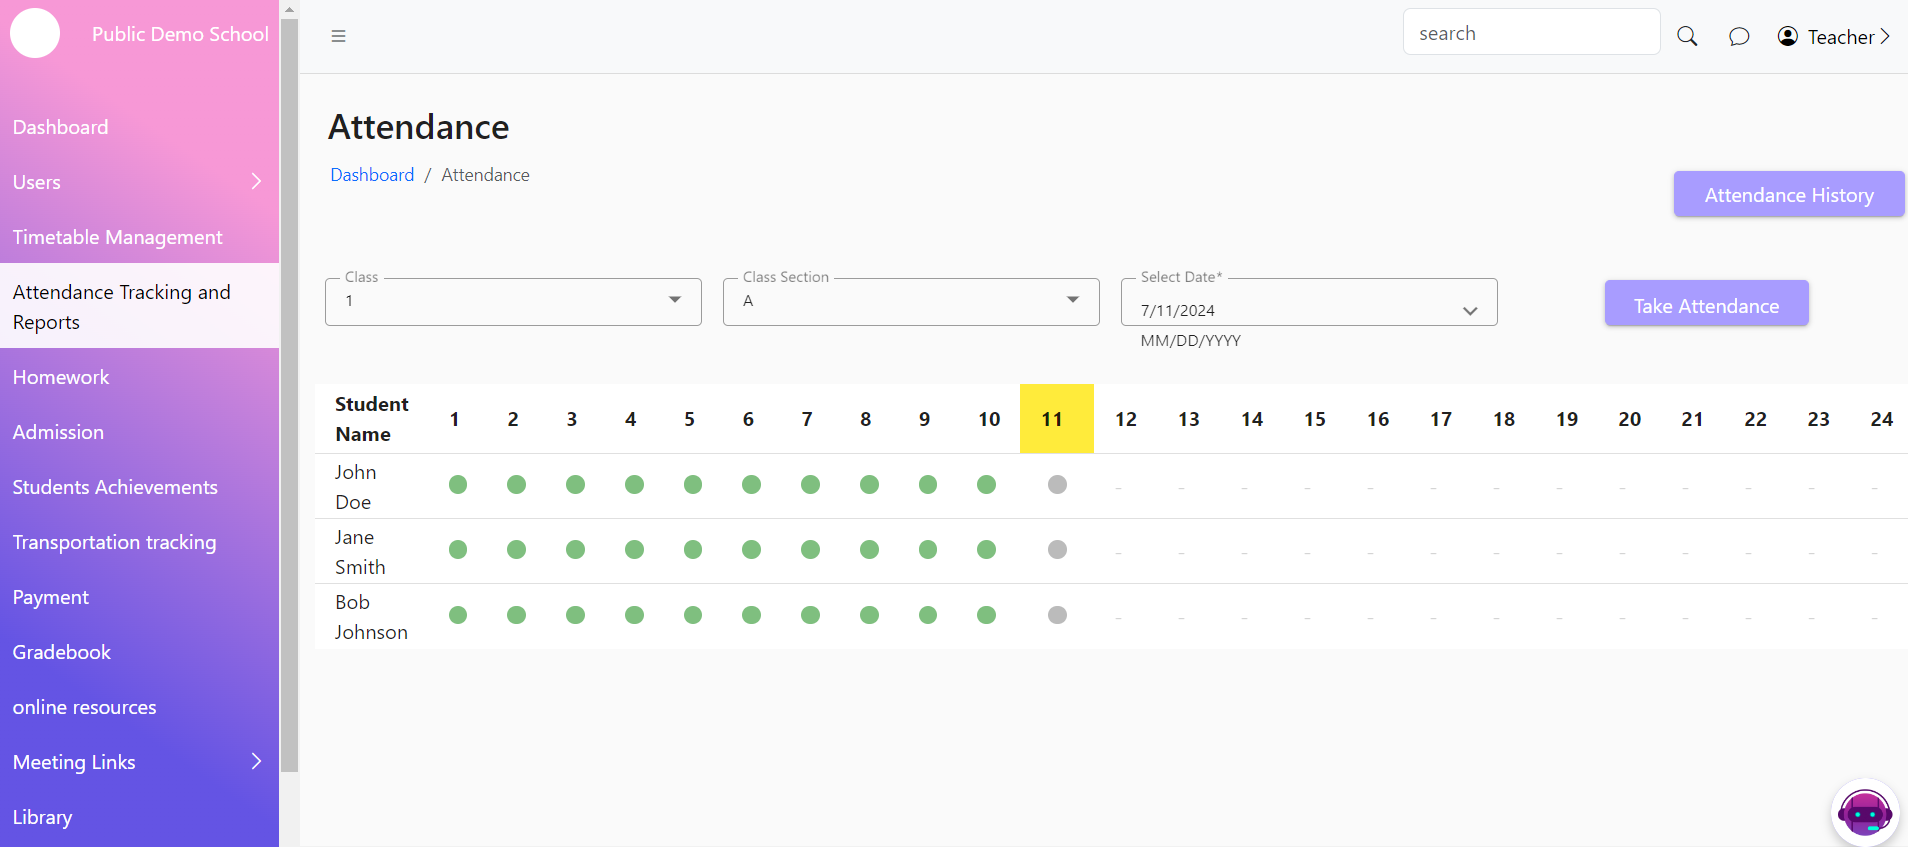 Public Demo School
Dashboard
Users
Timetable Management
Attendance Tracking and
Reports
Homework
Admission
Students Achievements
Transportation tracking
Payment
Gradebook
online resources
Meeting Links
Library
search
Teacher
Attendance
Dashboard / Attendance
Attendance History
Class
1
Class Section
A
Select Date*
7/11/2024
MM/DD/YYYY
Take Attendance
Student
Name 1 2 3 4 5 6 7 8 9 10 11 12 13 14 15 16 17 18 19 20 21 22 23 24
John
Doe - - - - - - - - - - - - -
Jane
Smith - - - - - - - - - - - - -
Bob
Johnson - - - - - - - - - - - - -